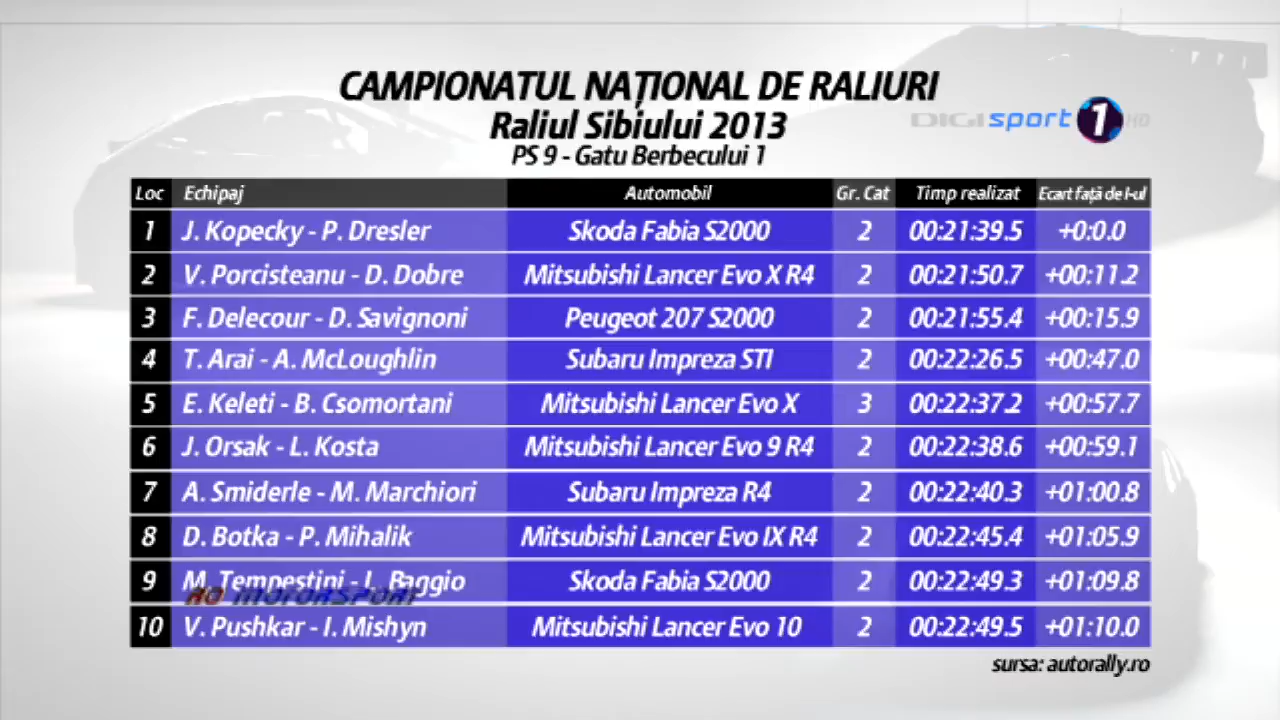 CAMPIONATUL NAȚIONAL DE RALIURI
Raliul Sibiului 2013
DIGI sport 1 HD
PS 9 - Gatu Berbecului 1
Loc Echipaj Automobil Gr. Cat Timp realizat Ecart față de l-ul
1 J. Kopecky - P. Dresler Skoda Fabia S2000 2 00:21:39.5 +0:0.0
2 V. Porcisteanu - D. Dobre Mitsubishi Lancer Evo X R4 2 00:21:50.7 +00:11.2
3 F. Delecour - D. Savignoni Peugeot 207 S2000 2 00:21:55.4 +00:15.9
4 T. Arai - A. McLoughlin Subaru Impreza STI 2 00:22:26.5 +00:47.0
5 E. Keleti - B. Csomortani Mitsubishi Lancer Evo X 3 00:22:37.2 +00:57.7
6 J. Orsak - L. Kosta Mitsubishi Lancer Evo 9 R4 2 00:22:38.6 +00:59.1
7 A. Smiderle - M. Marchiori Subaru Impreza R4 2 00:22:40.3 +01:00.8
8 D. Botka - P. Mihalik Mitsubishi Lancer Evo IX R4 2 00:22:45.4 +01:05.9
9 M. Tempestini - L. Baggio Skoda Fabia S2000 2 00:22:49.3 +01:09.8
RO MOTORSPORT
10 V. Pushkar - I. Mishyn Mitsubishi Lancer Evo 10 2 00:22:49.5 +01:10.0
sursa: autorally.ro